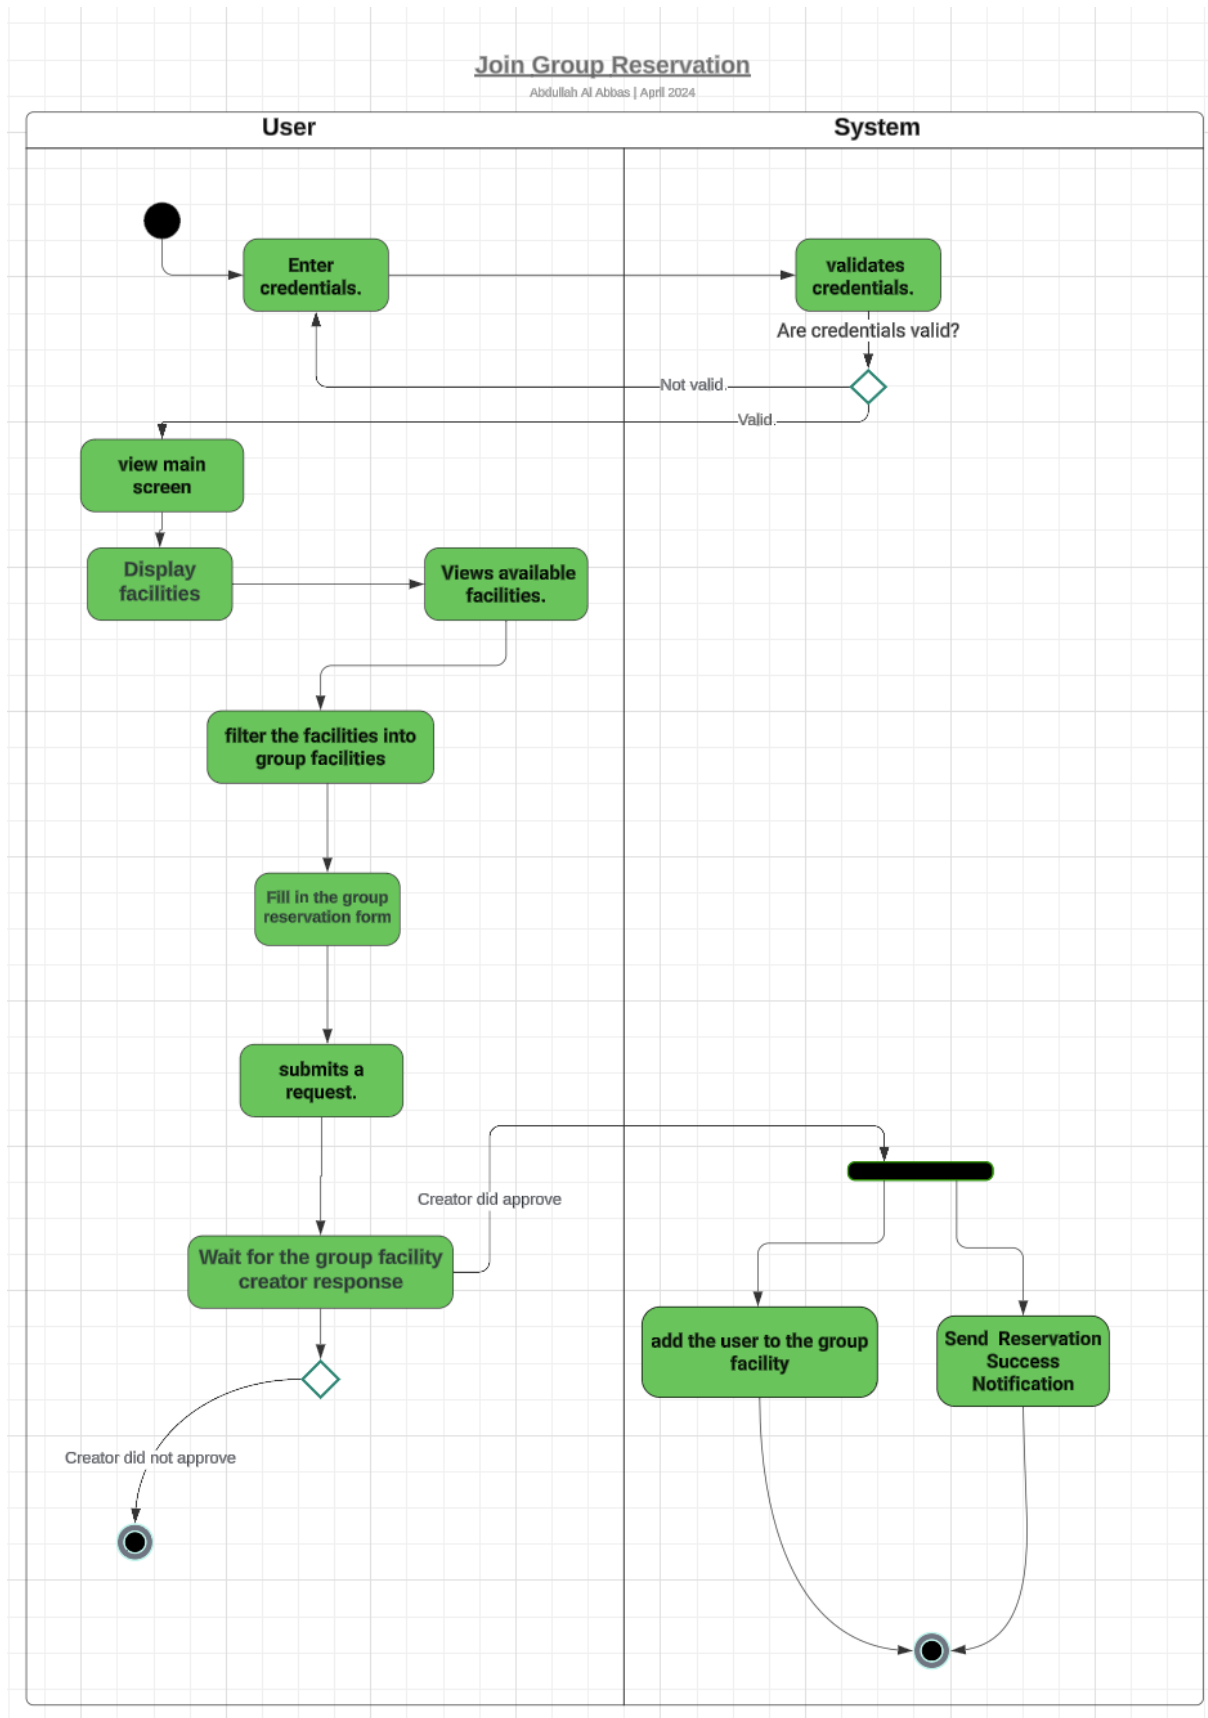 Join Group Reservation
Abdullah Al Abbas | April 2024
User
System
Enter
credentials.
validates
credentials.
Are credentials valid?
Not valid.
Valid.
view main
screen
Display
facilities
Views available
facilities.
filter the facilities into
group facilities
Fill in the group
reservation form
submits a
request.
Creator did approve
Wait for the group facility
creator response
add the user to the group
facility
Send Reservation
Success
Notification
Creator did not approve